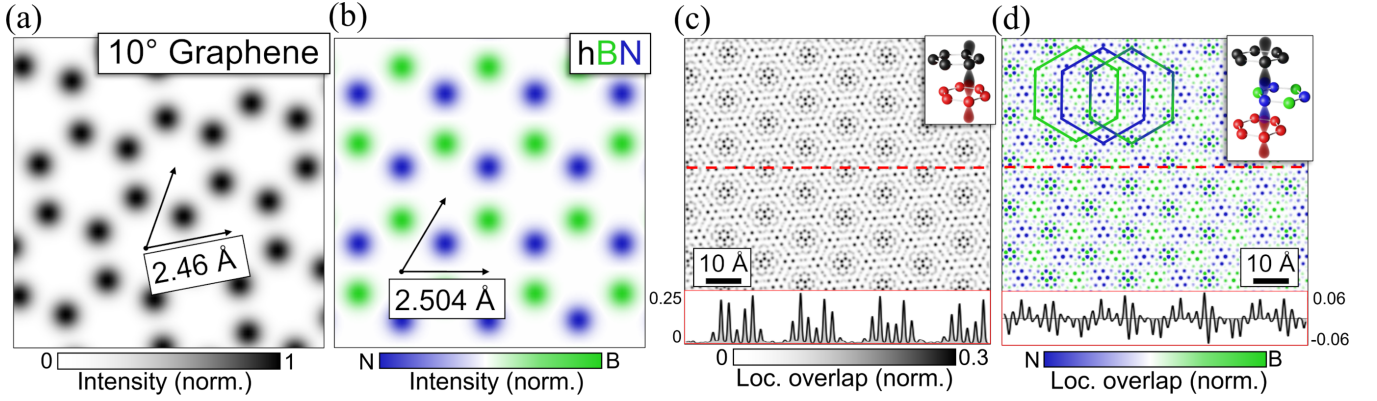 (a)
10° Graphene
2.46 Å
0
1
Intensity (norm.)
(b)
hBN
2.504 Å
N
B
Intensity (norm.)
(c)
10 Å
0.25
0
0
0.3
Loc. overlap (norm.)
(d)
10 Å
0.06
-0.06
N
B
Loc. overlap (norm.)